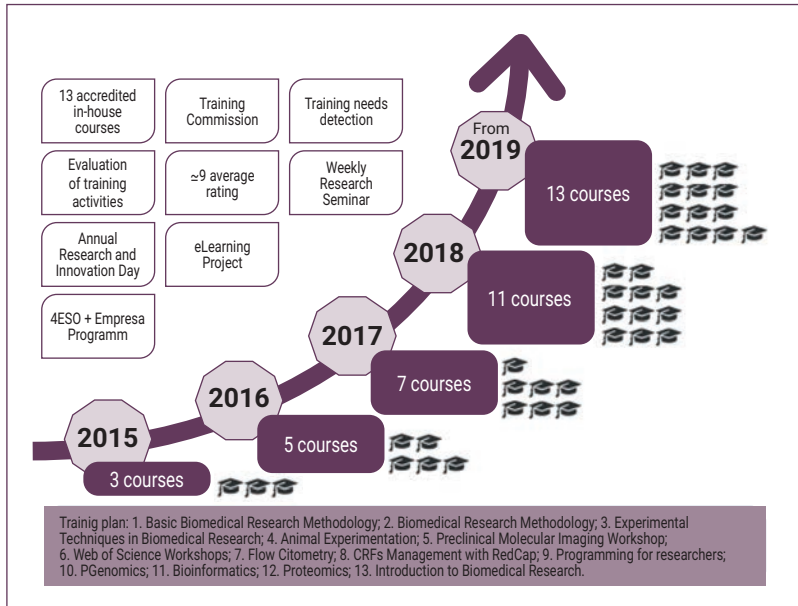 13 accredited
in-house
courses
Training
Commission
Training needs
detection
Evaluation
of training
activities
≃9 average
rating
Weekly
Research
Seminar
Annual
Research and
Innovation Day
eLearning
Project
4ESO + Empresa
Programm
From
2019
13 courses
2018
11 courses
2017
7 courses
2016
5 courses
2015
3 courses
Trainig plan: 1. Basic Biomedical Research Methodology; 2. Biomedical Research Methodology; 3. Experimental
Techniques in Biomedical Research; 4. Animal Experimentation; 5. Preclinical Molecular Imaging Workshop;
6. Web of Science Workshops; 7. Flow Citometry; 8. CRFs Management with RedCap; 9. Programming for researchers;
10. PGenomics; 11. Bioinformatics; 12. Proteomics; 13. Introduction to Biomedical Research.